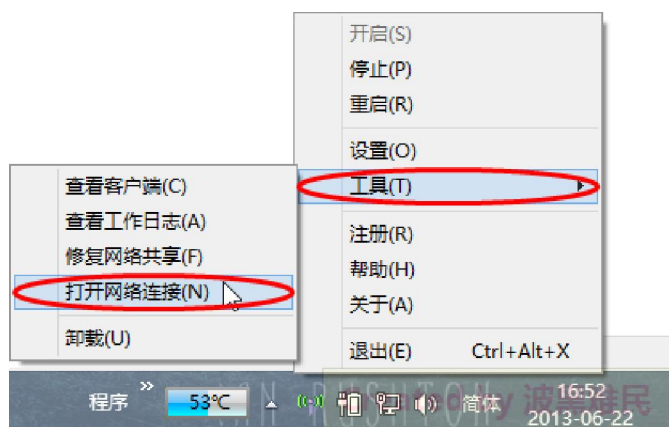 开启(S)
停止(P)
重启(R)
设置(O)
工具(T)
注册(R)
帮助(H)
关于(A)
退出(E) Ctrl+Alt+X
查看客户端(C)
查看工作日志(A)
修复网络共享(F)
打开网络连接(N)
卸载(U)
程序 » 53℃ 简体 16:52
2013-06-22